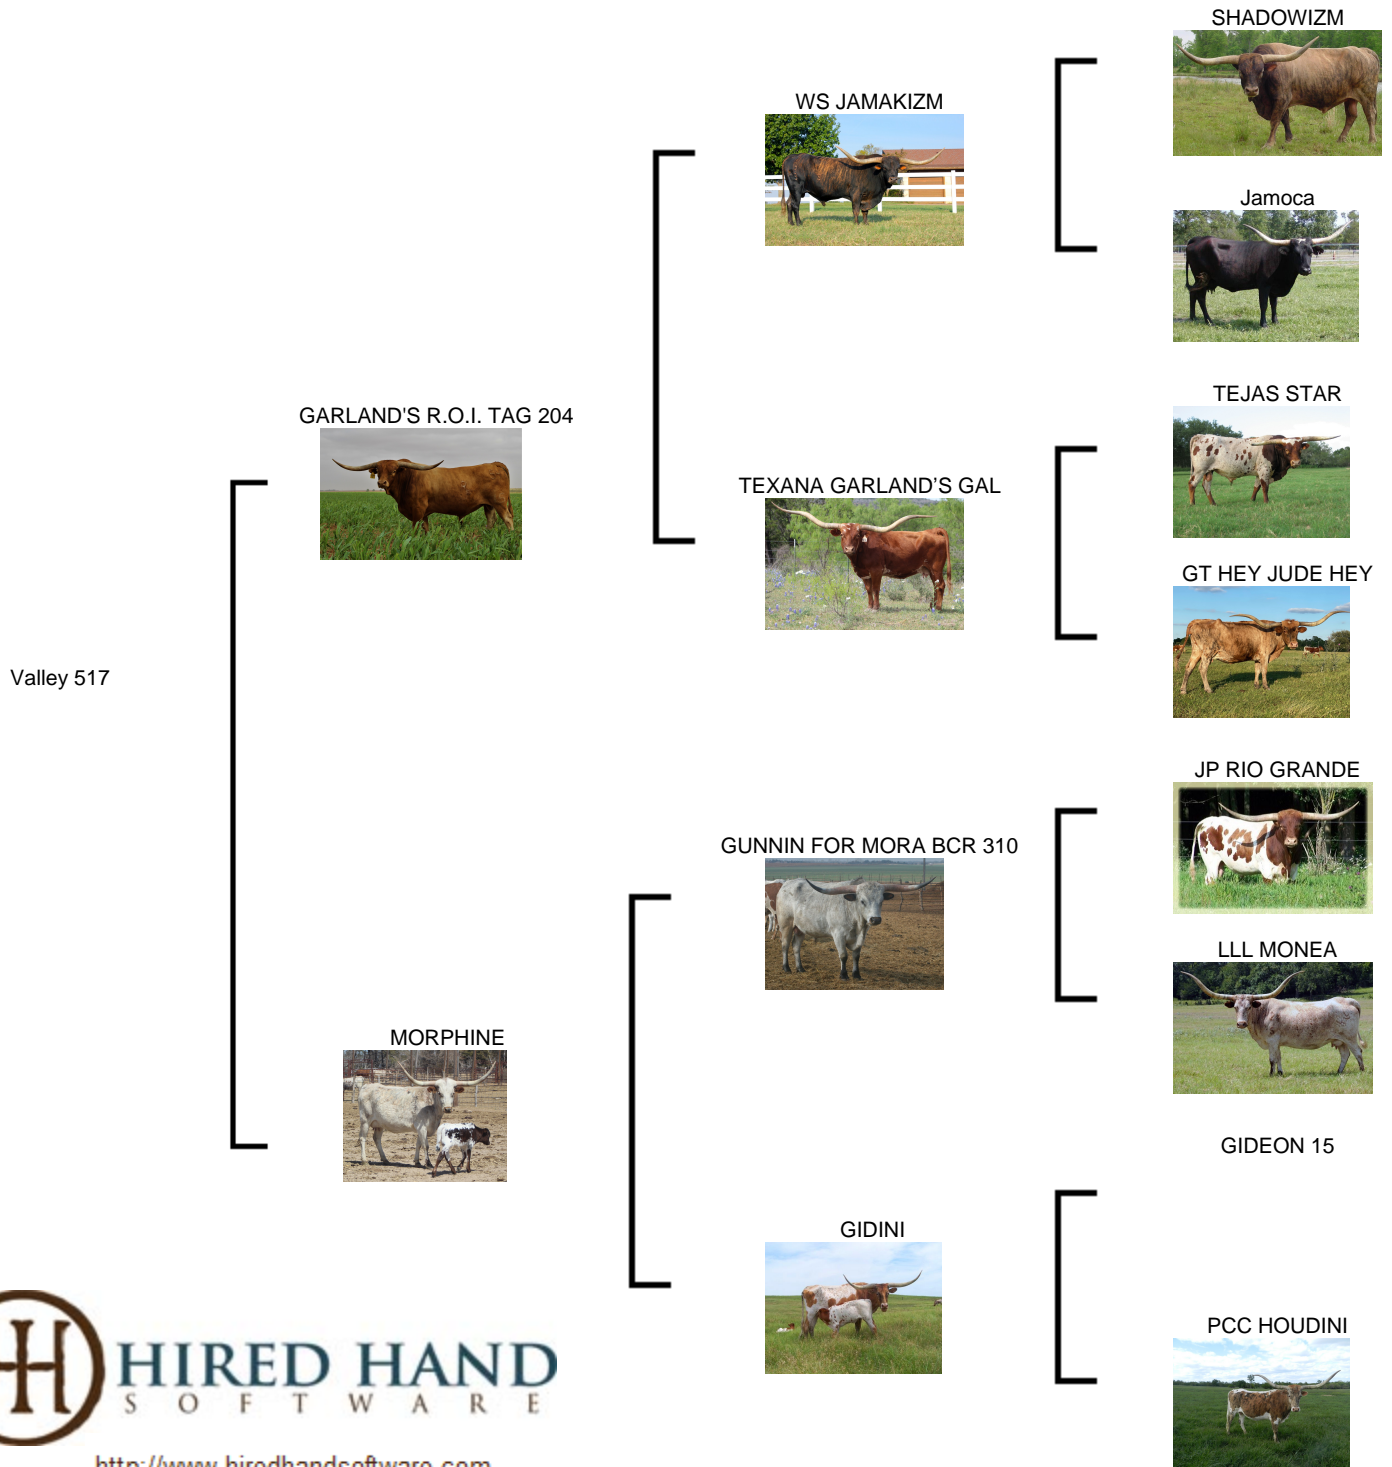 SHADOWIZM
WS JAMAKIZM
Jamoca
TEJAS STAR
GARLAND'S R.O.I. TAG 204
TEXANA GARLAND'S GAL
GT HEY JUDE HEY
Valley 517
JP RIO GRANDE
GUNNIN FOR MORA BCR 310
LLL MONEA
MORPHINE
GIDEON 15
GIDINI
PCC HOUDINI
H
HIRED HAND
SOFTWARE
http://www.hiredhandsoftware.com